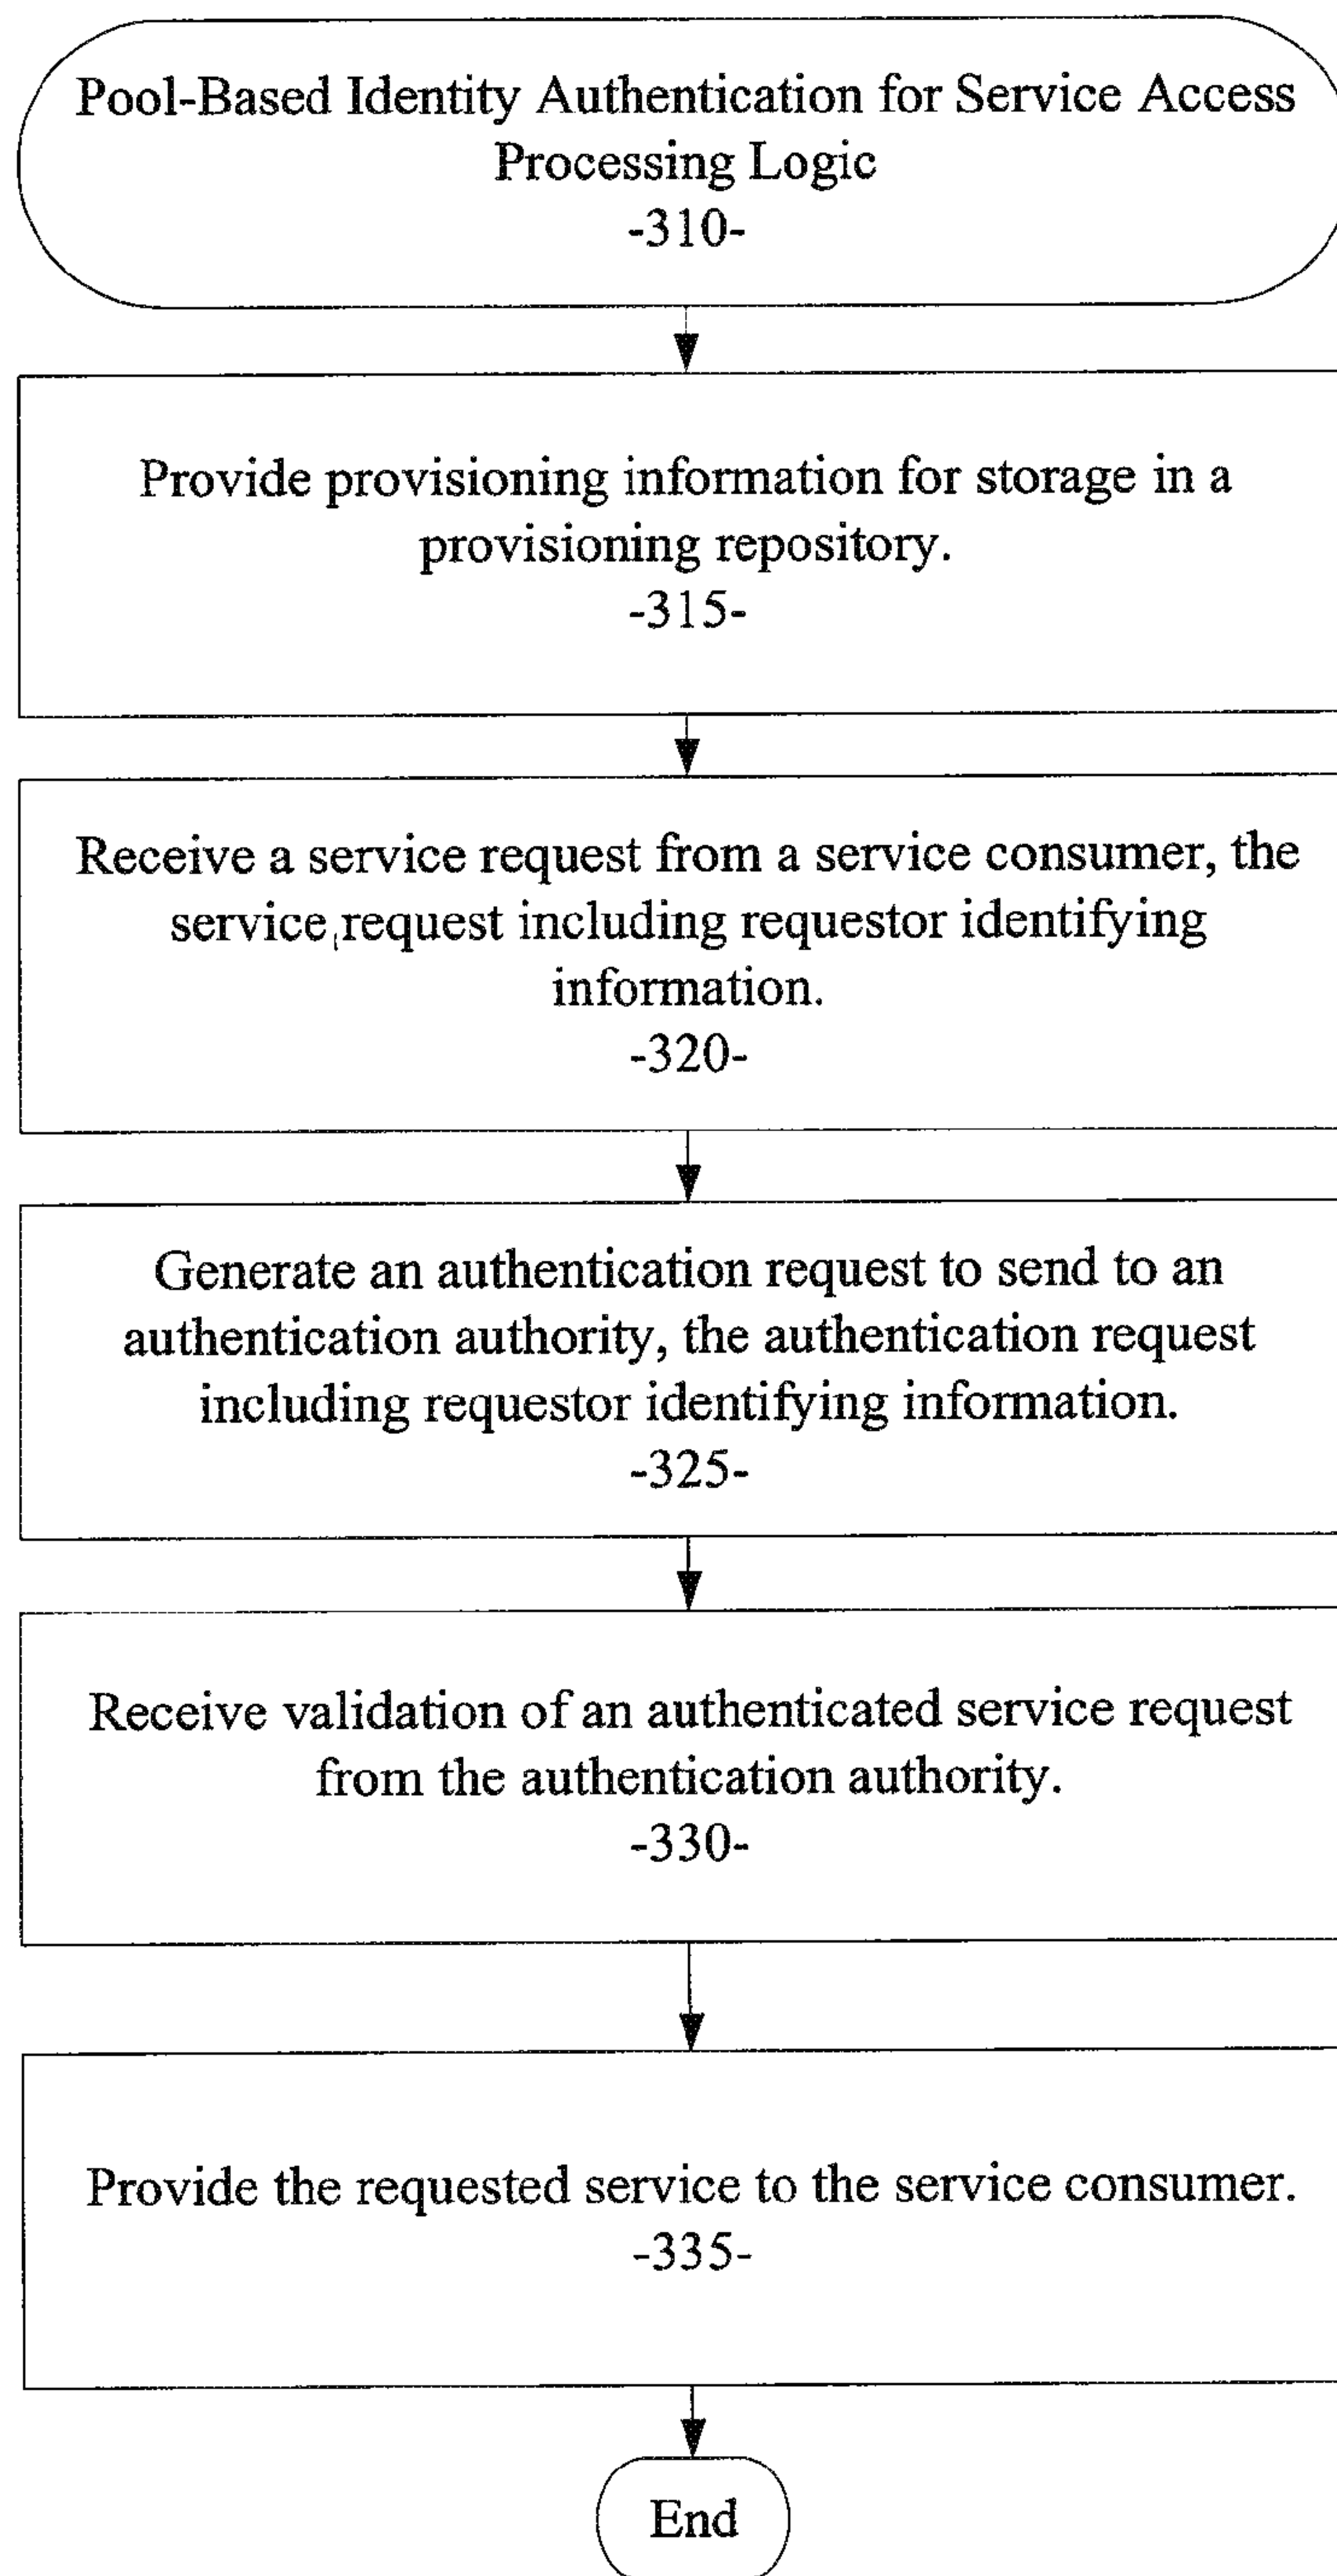 Pool-Based Identity Authentication for Service Access
Processing Logic
-310-
Provide provisioning information for storage in a
provisioning repository.
-315-
Receive a service request from a service consumer, the
service request including requestor identifying
information.
-320-
Generate an authentication request to send to an
authentication authority, the authentication request
including requestor identifying information.
-325-
Receive validation of an authenticated service request
from the authentication authority.
-330-
Provide the requested service to the service consumer.
-335-
End